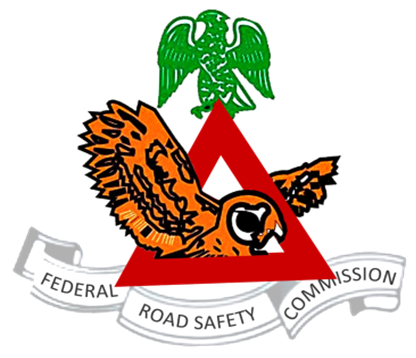 FEDERAL
ROAD SAFETY
COMMISSION